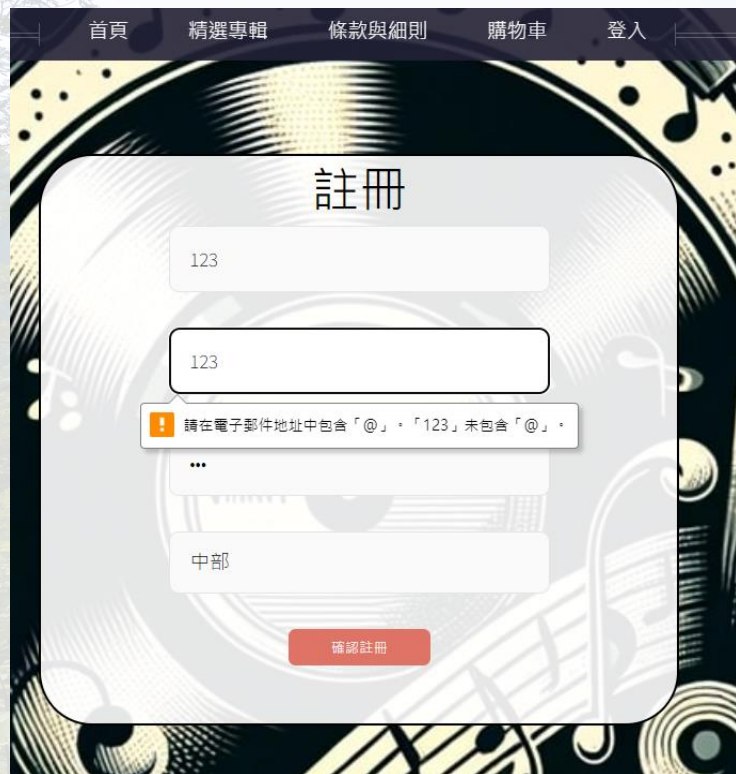 首頁 精選專輯 條款與細則 購物車 登入
註冊
123
123
請在電子郵件地址中包含「@」。「123」未包含「@」。
•••
中部
確認註冊